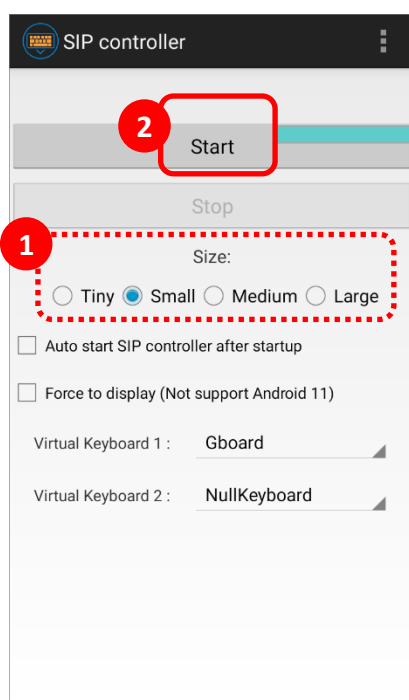 SIP controller
2
Start
Stop
1
Size:
Tiny Small Medium Large
Auto start SIP controller after startup
Force to display (Not support Android 11)
Virtual Keyboard 1 : Gboard
Virtual Keyboard 2 : NullKeyboard